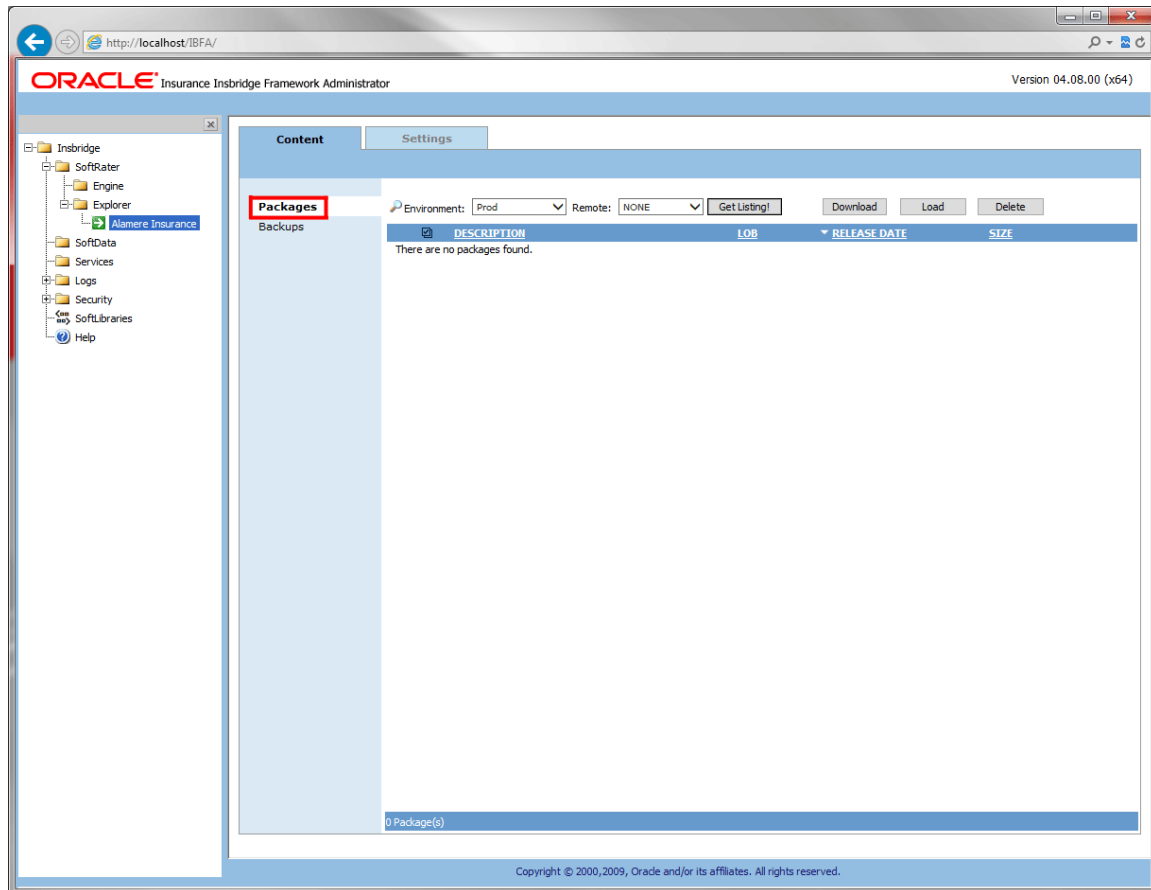 http://localhost/IBFA/
ORACLE Insurance Insbridge Framework Administrator
Version 04.08.00 (x64)
Insbridge
SoftRater
Engine
Explorer
Alamere Insurance
SoftData
Services
Logs
Security
SoftLibraries
Help
Content Settings
Packages
Backups
Environment: Prod Remote: NONE Get Listing! Download Load Delete
DESCRIPTION LOB RELEASE DATE SIZE
There are no packages found.
0 Package(s)
Copyright © 2000,2009, Oracle and/or its affiliates. All rights reserved.